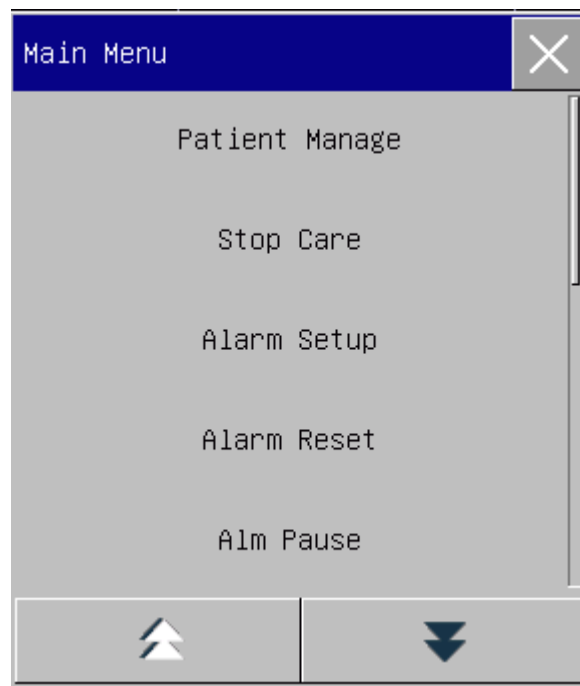 Main Menu
Patient Manage
Stop Care
Alarm Setup
Alarm Reset
Alm Pause